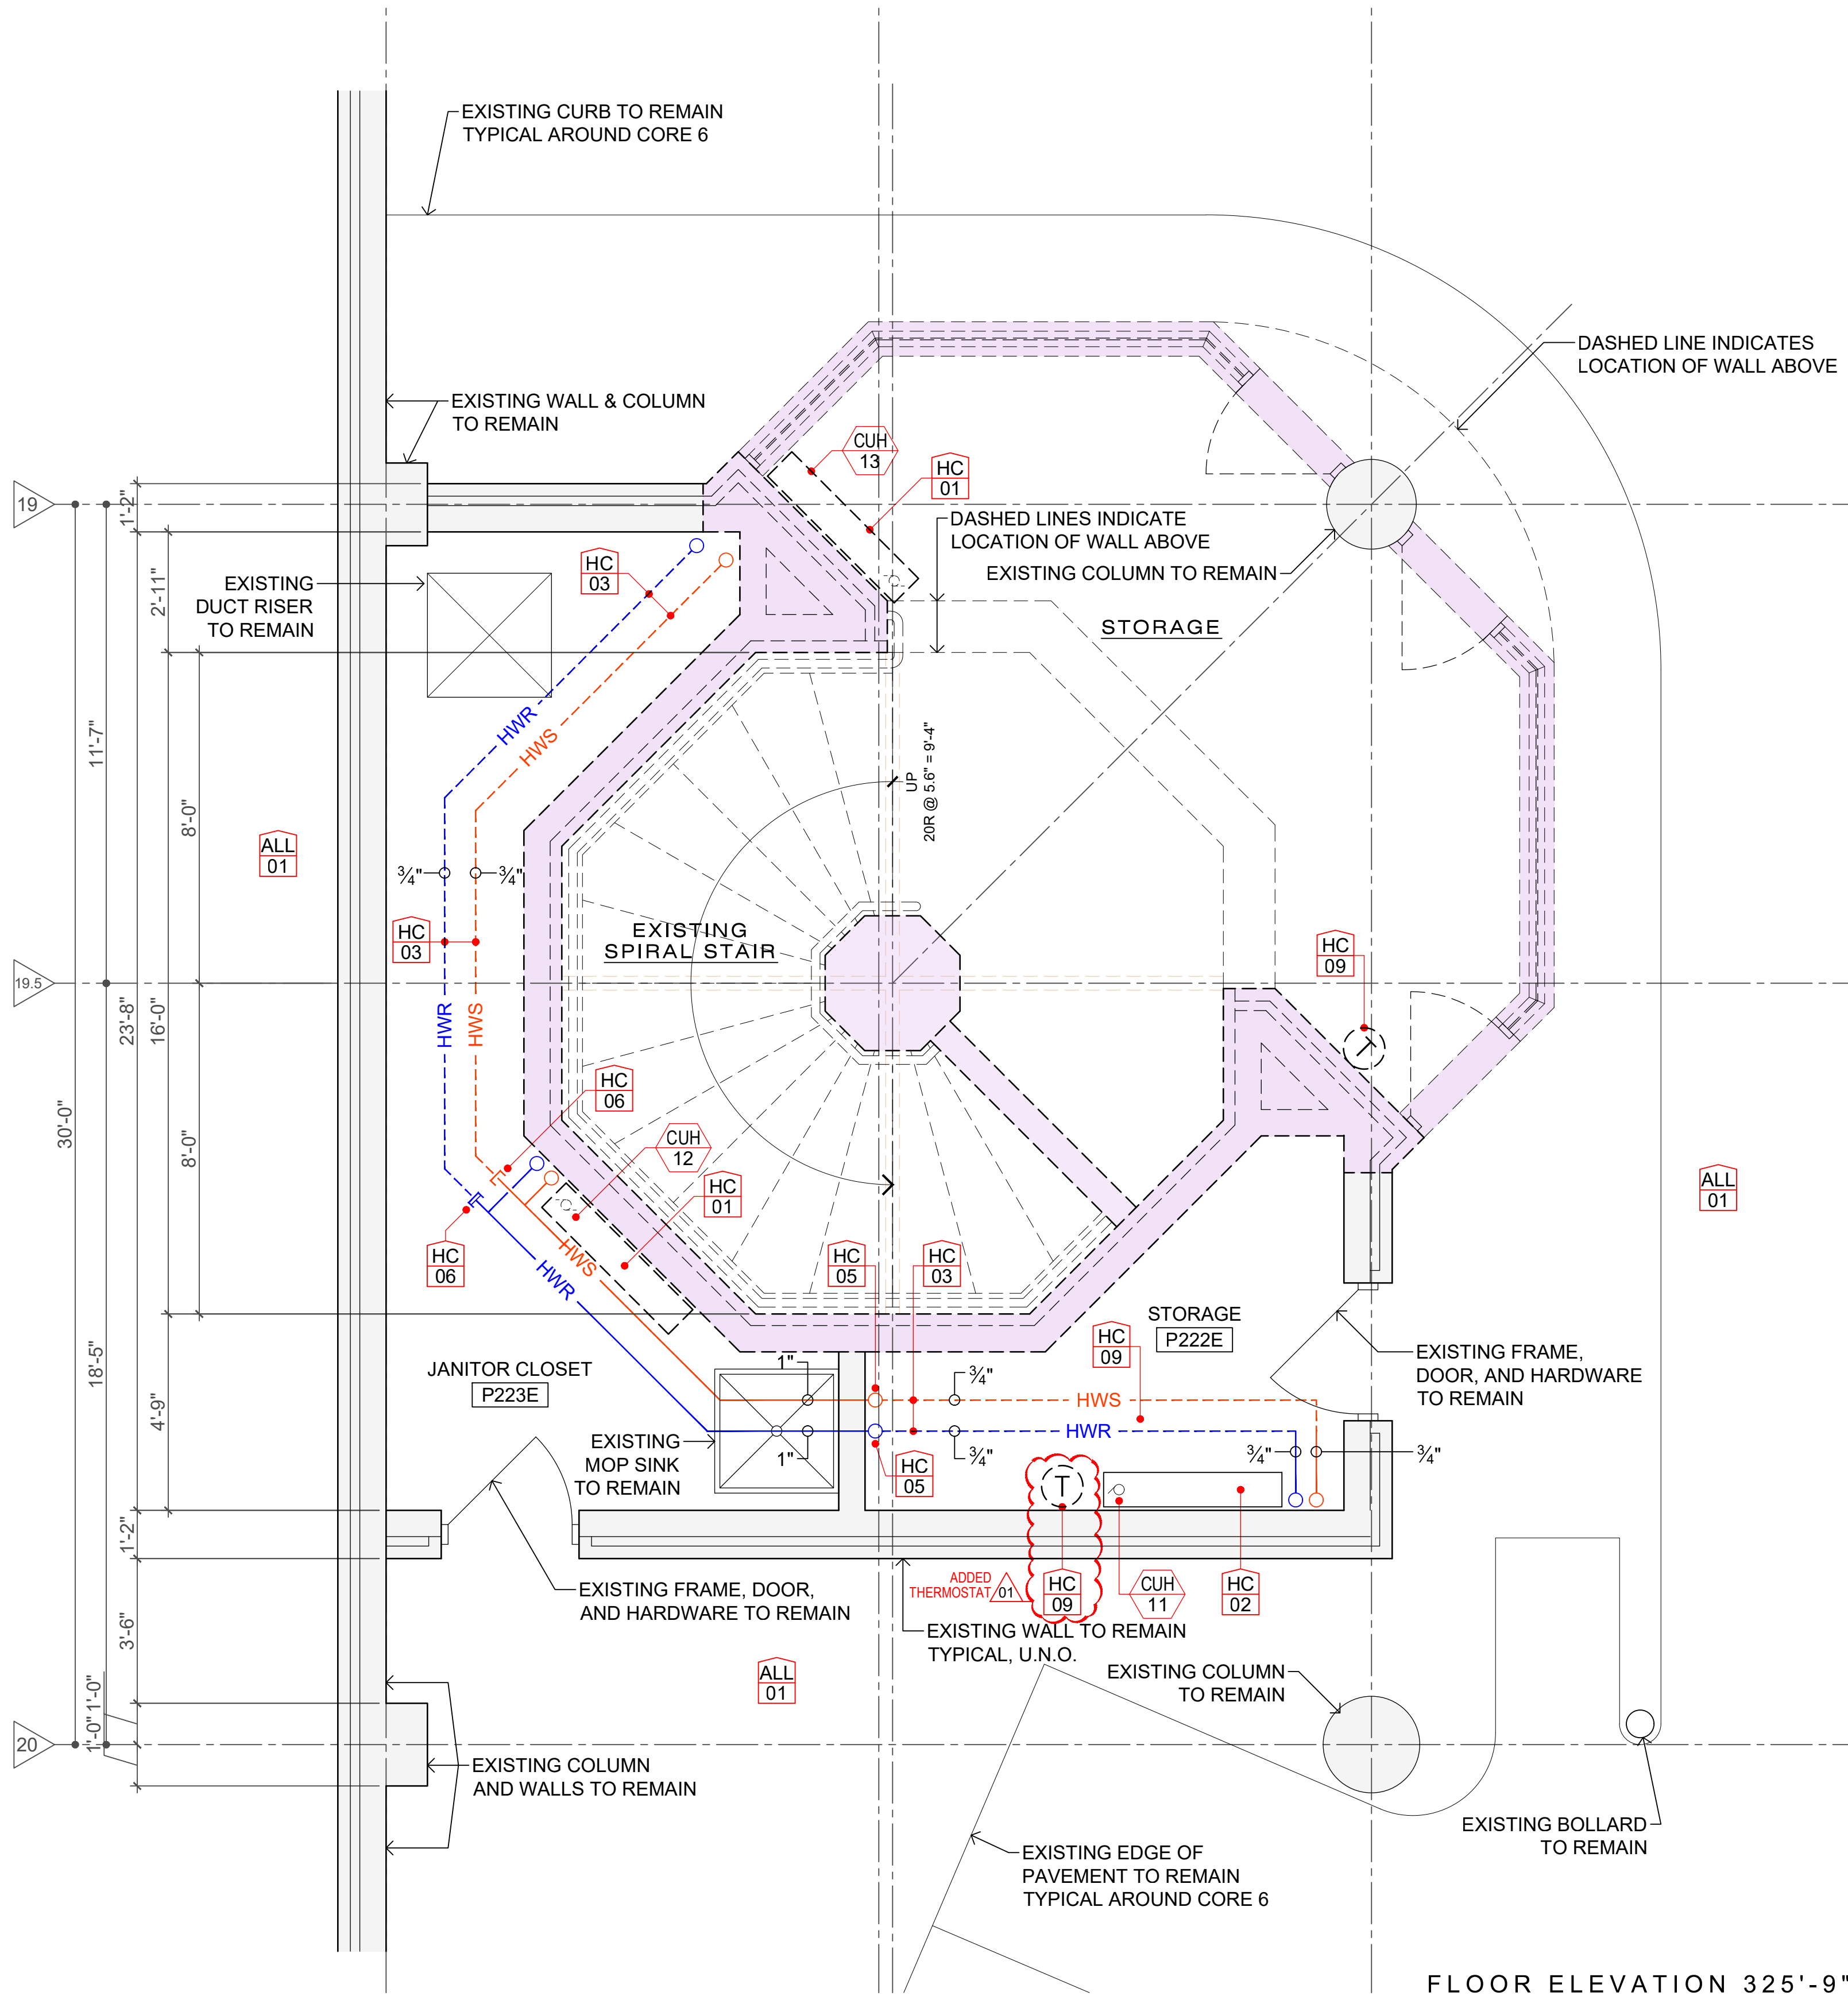 EXISTING CURB TO REMAIN
TYPICAL AROUND CORE 6
DASHED LINE INDICATES
LOCATION OF WALL ABOVE
EXISTING WALL & COLUMN
TO REMAIN
CUH
13
HC
01
19
1'-2"
DASHED LINES INDICATE
LOCATION OF WALL ABOVE
EXISTING COLUMN TO REMAIN
HC
03
EXISTING
DUCT RISER
TO REMAIN
2'-11"
STORAGE
HWR
HWS
11'-7"
8'-0"
UP
20R @ 5.6" = 9'-4"
ALL
01
3/4"
3/4"
HC
03
EXISTING
SPIRAL STAIR
HC
09
19.5
23'-8"
16'-0"
HWR
HWS
T
30'-0"
8'-0"
HC
06
CUH
12
HC
01
ALL
01
HC
06
HWS
HWR
HC
05
HC
03
STORAGE
P222E
HC
09
EXISTING FRAME,
DOOR, AND HARDWARE
TO REMAIN
18'-5"
JANITOR CLOSET
P223E
4'-9"
1"
3/4"
HWS
HWR
EXISTING
MOP SINK
TO REMAIN
1"
3/4"
3/4"
3/4"
HC
05
T
1'-2"
ADDED
THERMOSTAT
01
HC
09
CUH
11
HC
02
EXISTING FRAME, DOOR,
AND HARDWARE TO REMAIN
3'-6"
EXISTING WALL TO REMAIN
TYPICAL, U.N.O.
ALL
01
EXISTING COLUMN
TO REMAIN
1'-0"
1'-0"
20
EXISTING COLUMN
AND WALLS TO REMAIN
EXISTING BOLLARD
TO REMAIN
EXISTING EDGE OF
PAVEMENT TO REMAIN
TYPICAL AROUND CORE 6
FLOOR ELEVATION 325'-9"